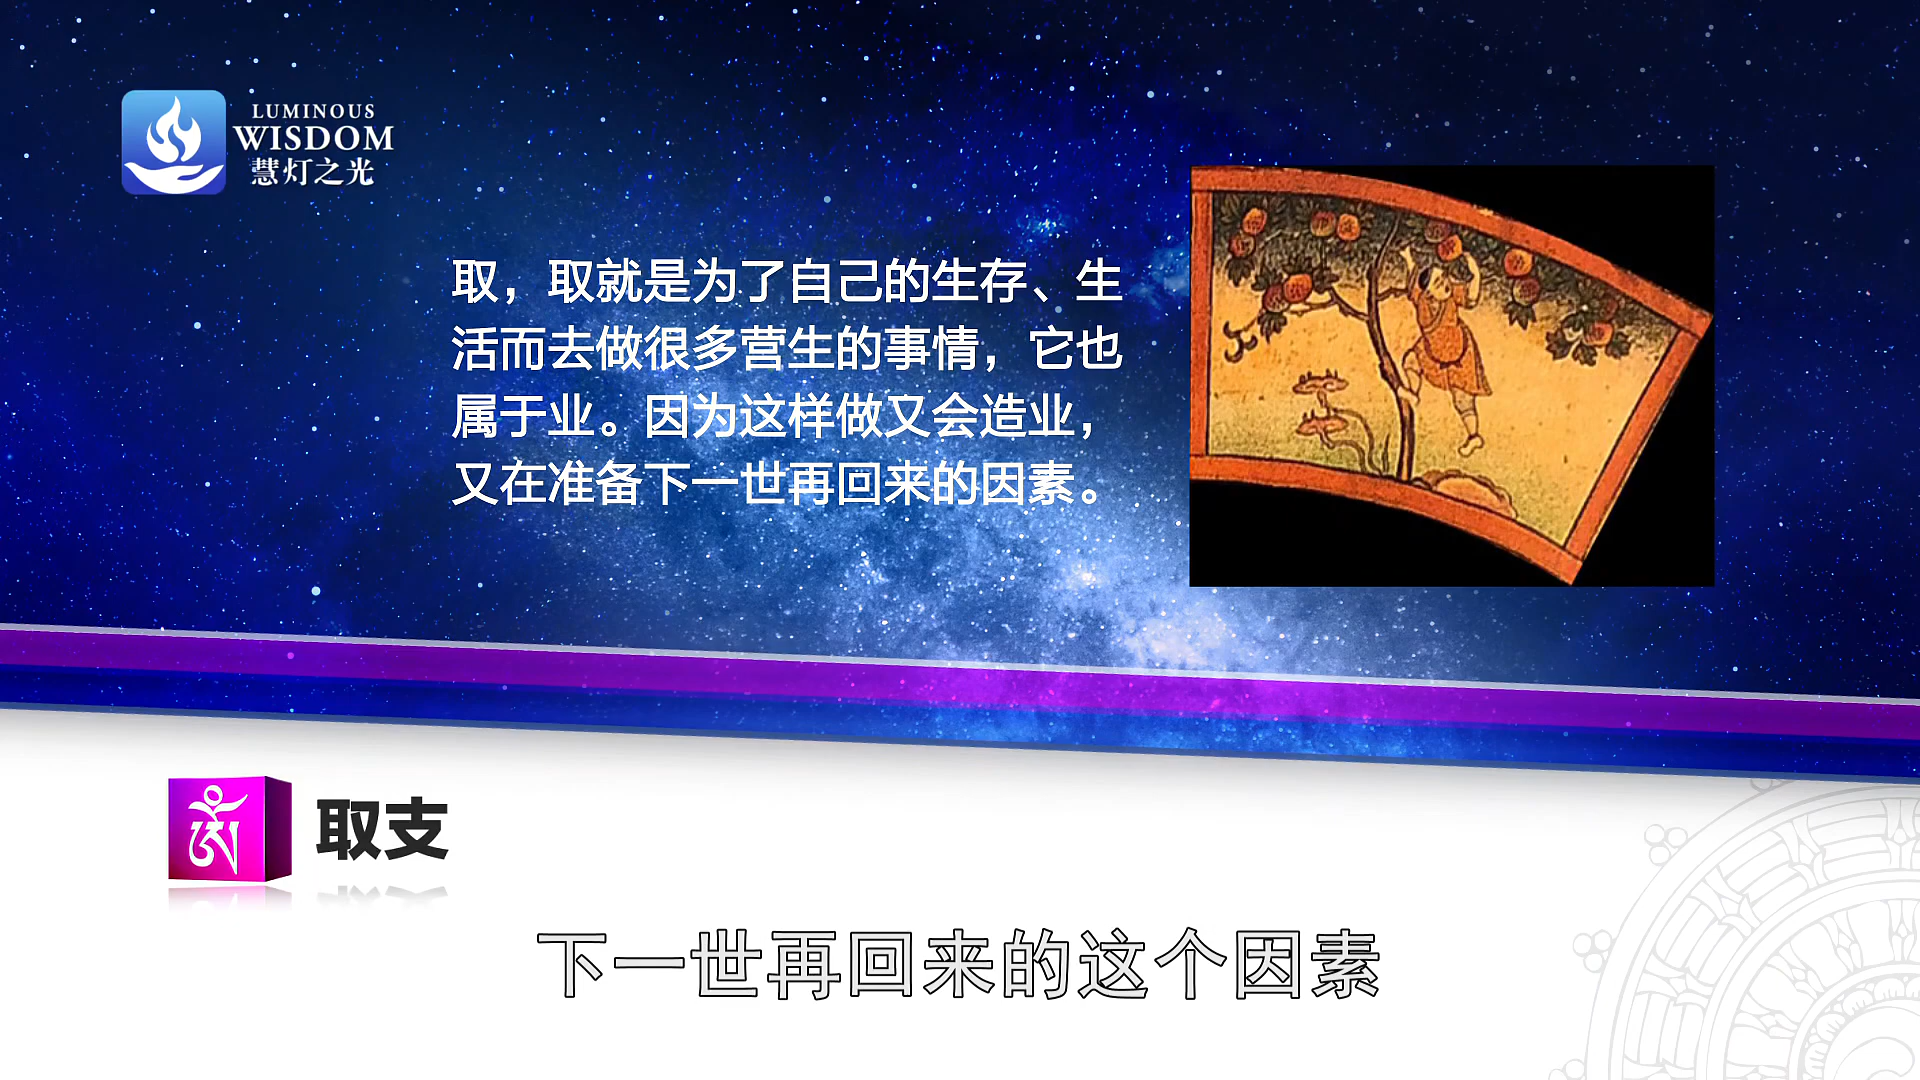 LUMINOUS
WISDOM
慧灯之光
取，取就是为了自己的生存、生
活而去做很多营生的事情，它也
属于业。因为这样做又会造业，
又在准备下一世再回来的因素。
ༀ
取支
下一世再回来的这个因素